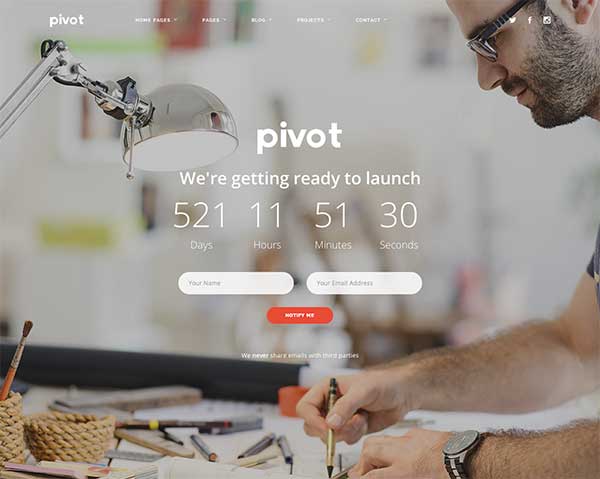 pivot HOME PAGES PAGES BLOG PROJECTS CONTACT
pivot
We're getting ready to launch
521 11 51 30
Days Hours Minutes Seconds
Your Name Your Email Address
NOTIFY ME
We never share emails with third parties